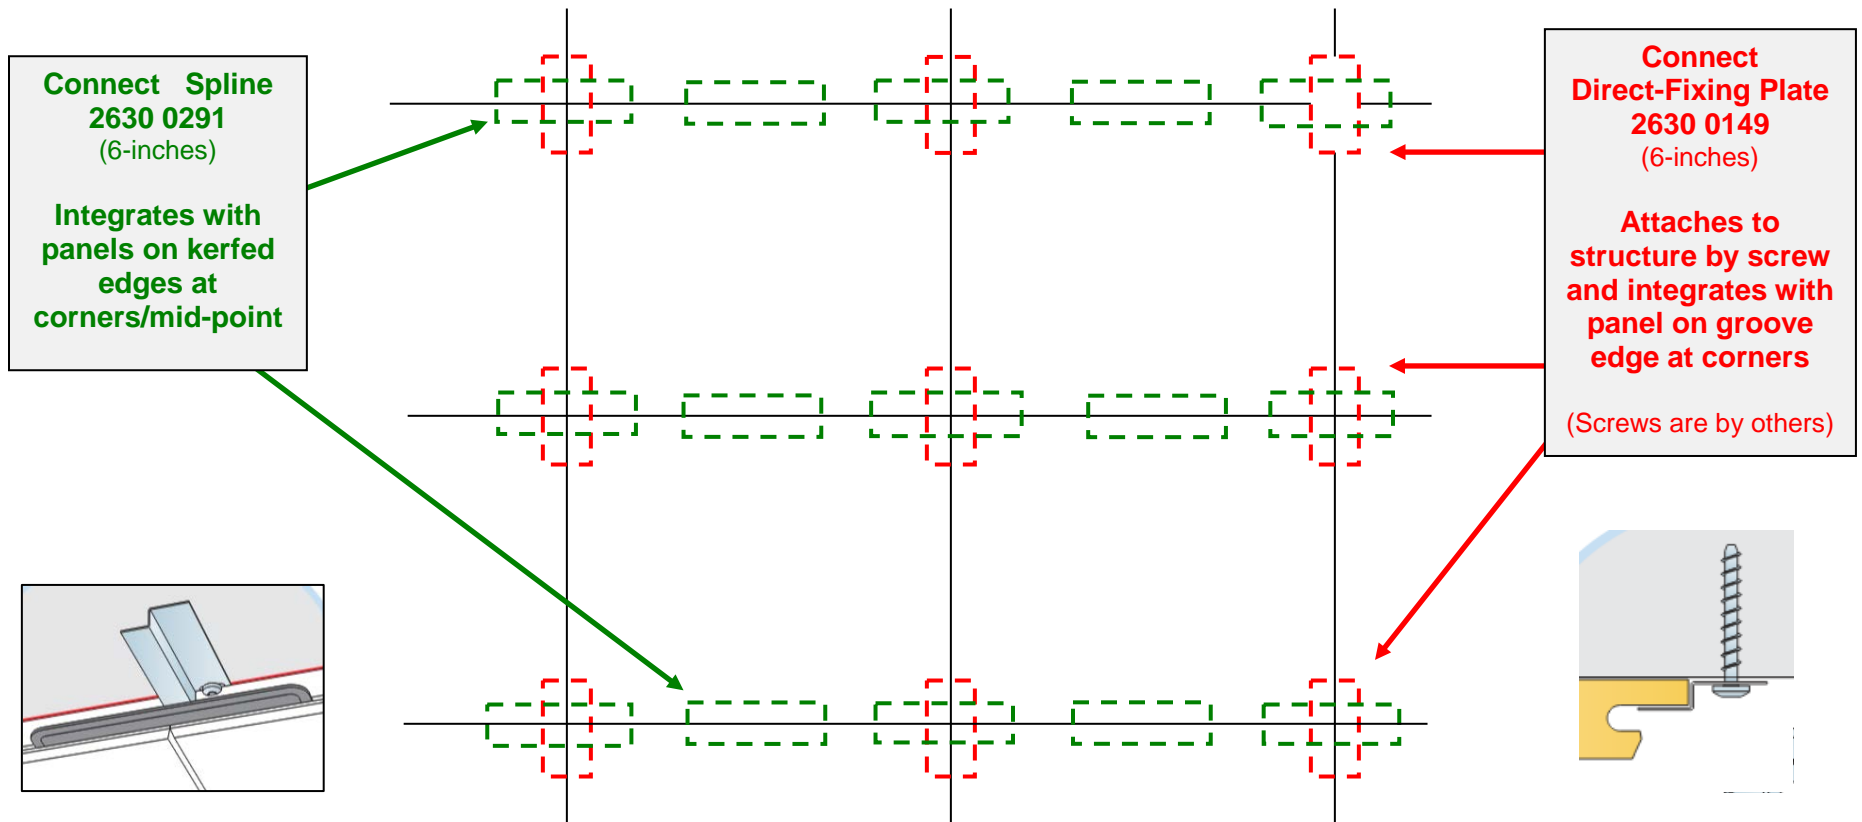 Connect Spline
2630 0291
(6-inches)
Integrates with
panels on kerfed
edges at
corners/mid-point
Connect
Direct-Fixing Plate
2630 0149
(6-inches)
Attaches to
structure by screw
and integrates with
panel on groove
edge at corners
(Screws are by others)